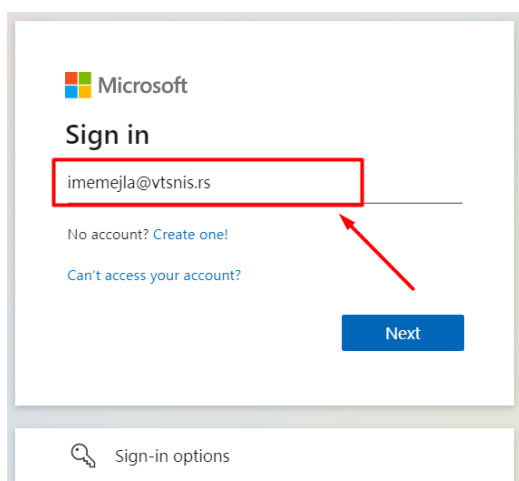 Microsoft
Sign in
imemejla@vtsnis.rs
No account? Create one!
Can't access your account?
Next
Sign-in options